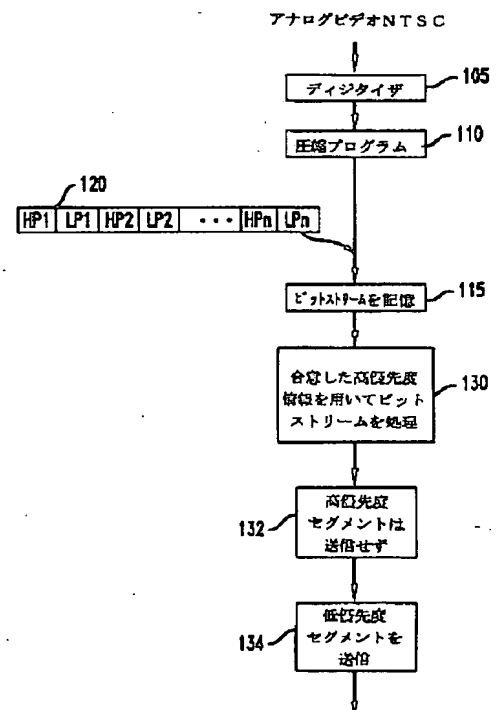 アナログビデオNTSC
ディジタイザ
105
圧縮プログラム
110
120
HP1 LP1 HP2 LP2 ··· HPn LPn
ビットストリームを記憶
115
合意した高優先度
情報を用いてビット
ストリームを処理
130
高優先度
セグメントは
送信せず
132
低優先度
セグメントを
送信
134